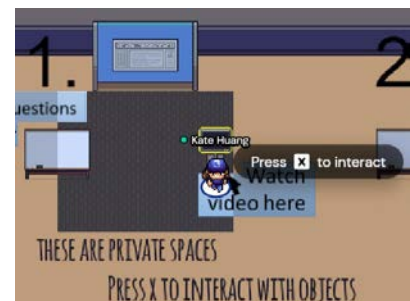 1.
2
uestions
Kate Huang
Press X to interact
Watch
video here
THESE ARE PRIVATE SPACES
PRESS X TO INTERACT WITH OBJECTS